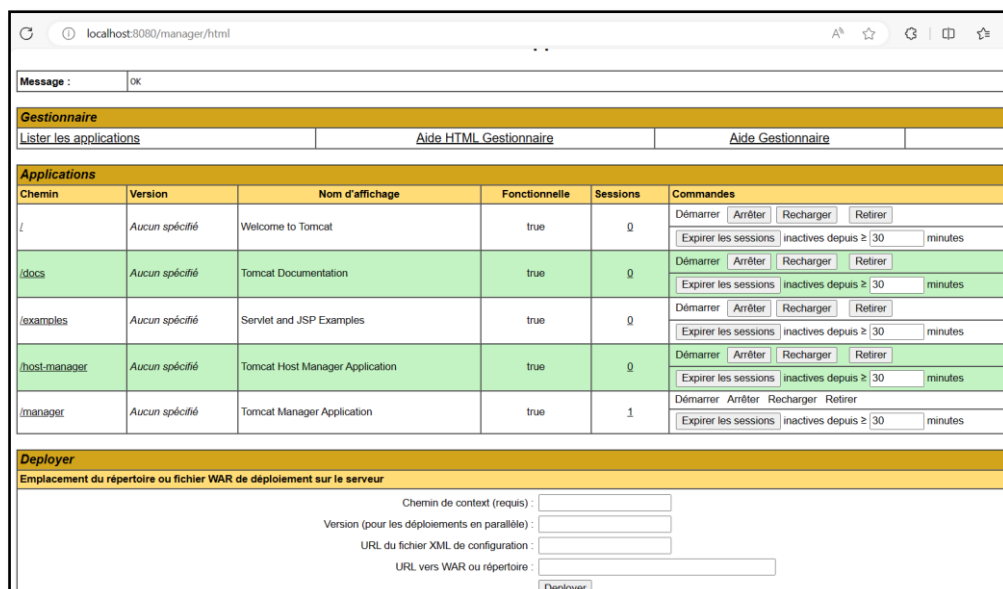 localhost:8080/manager/html
Message : OK
Gestionnaire
Lister les applications Aide HTML Gestionnaire Aide Gestionnaire
Applications
Chemin Version Nom d'affichage Fonctionnelle Sessions Commandes
/ Aucun spécifié Welcome to Tomcat true 0 Démarrer Arrêter Recharger Retirer
Expirer les sessions inactives depuis ≥ 30 minutes
/docs Aucun spécifié Tomcat Documentation true 0 Démarrer Arrêter Recharger Retirer
Expirer les sessions inactives depuis ≥ 30 minutes
/examples Aucun spécifié Servlet and JSP Examples true 0 Démarrer Arrêter Recharger Retirer
Expirer les sessions inactives depuis ≥ 30 minutes
/host-manager Aucun spécifié Tomcat Host Manager Application true 0 Démarrer Arrêter Recharger Retirer
Expirer les sessions inactives depuis ≥ 30 minutes
/manager Aucun spécifié Tomcat Manager Application true 1 Démarrer Arrêter Recharger Retirer
Expirer les sessions inactives depuis ≥ 30 minutes
Deployer
Emplacement du répertoire ou fichier WAR de déploiement sur le serveur
Chemin de context (requis) :
Version (pour les déploiements en parallèle) :
URL du fichier XML de configuration :
URL vers WAR ou répertoire :
Deployer